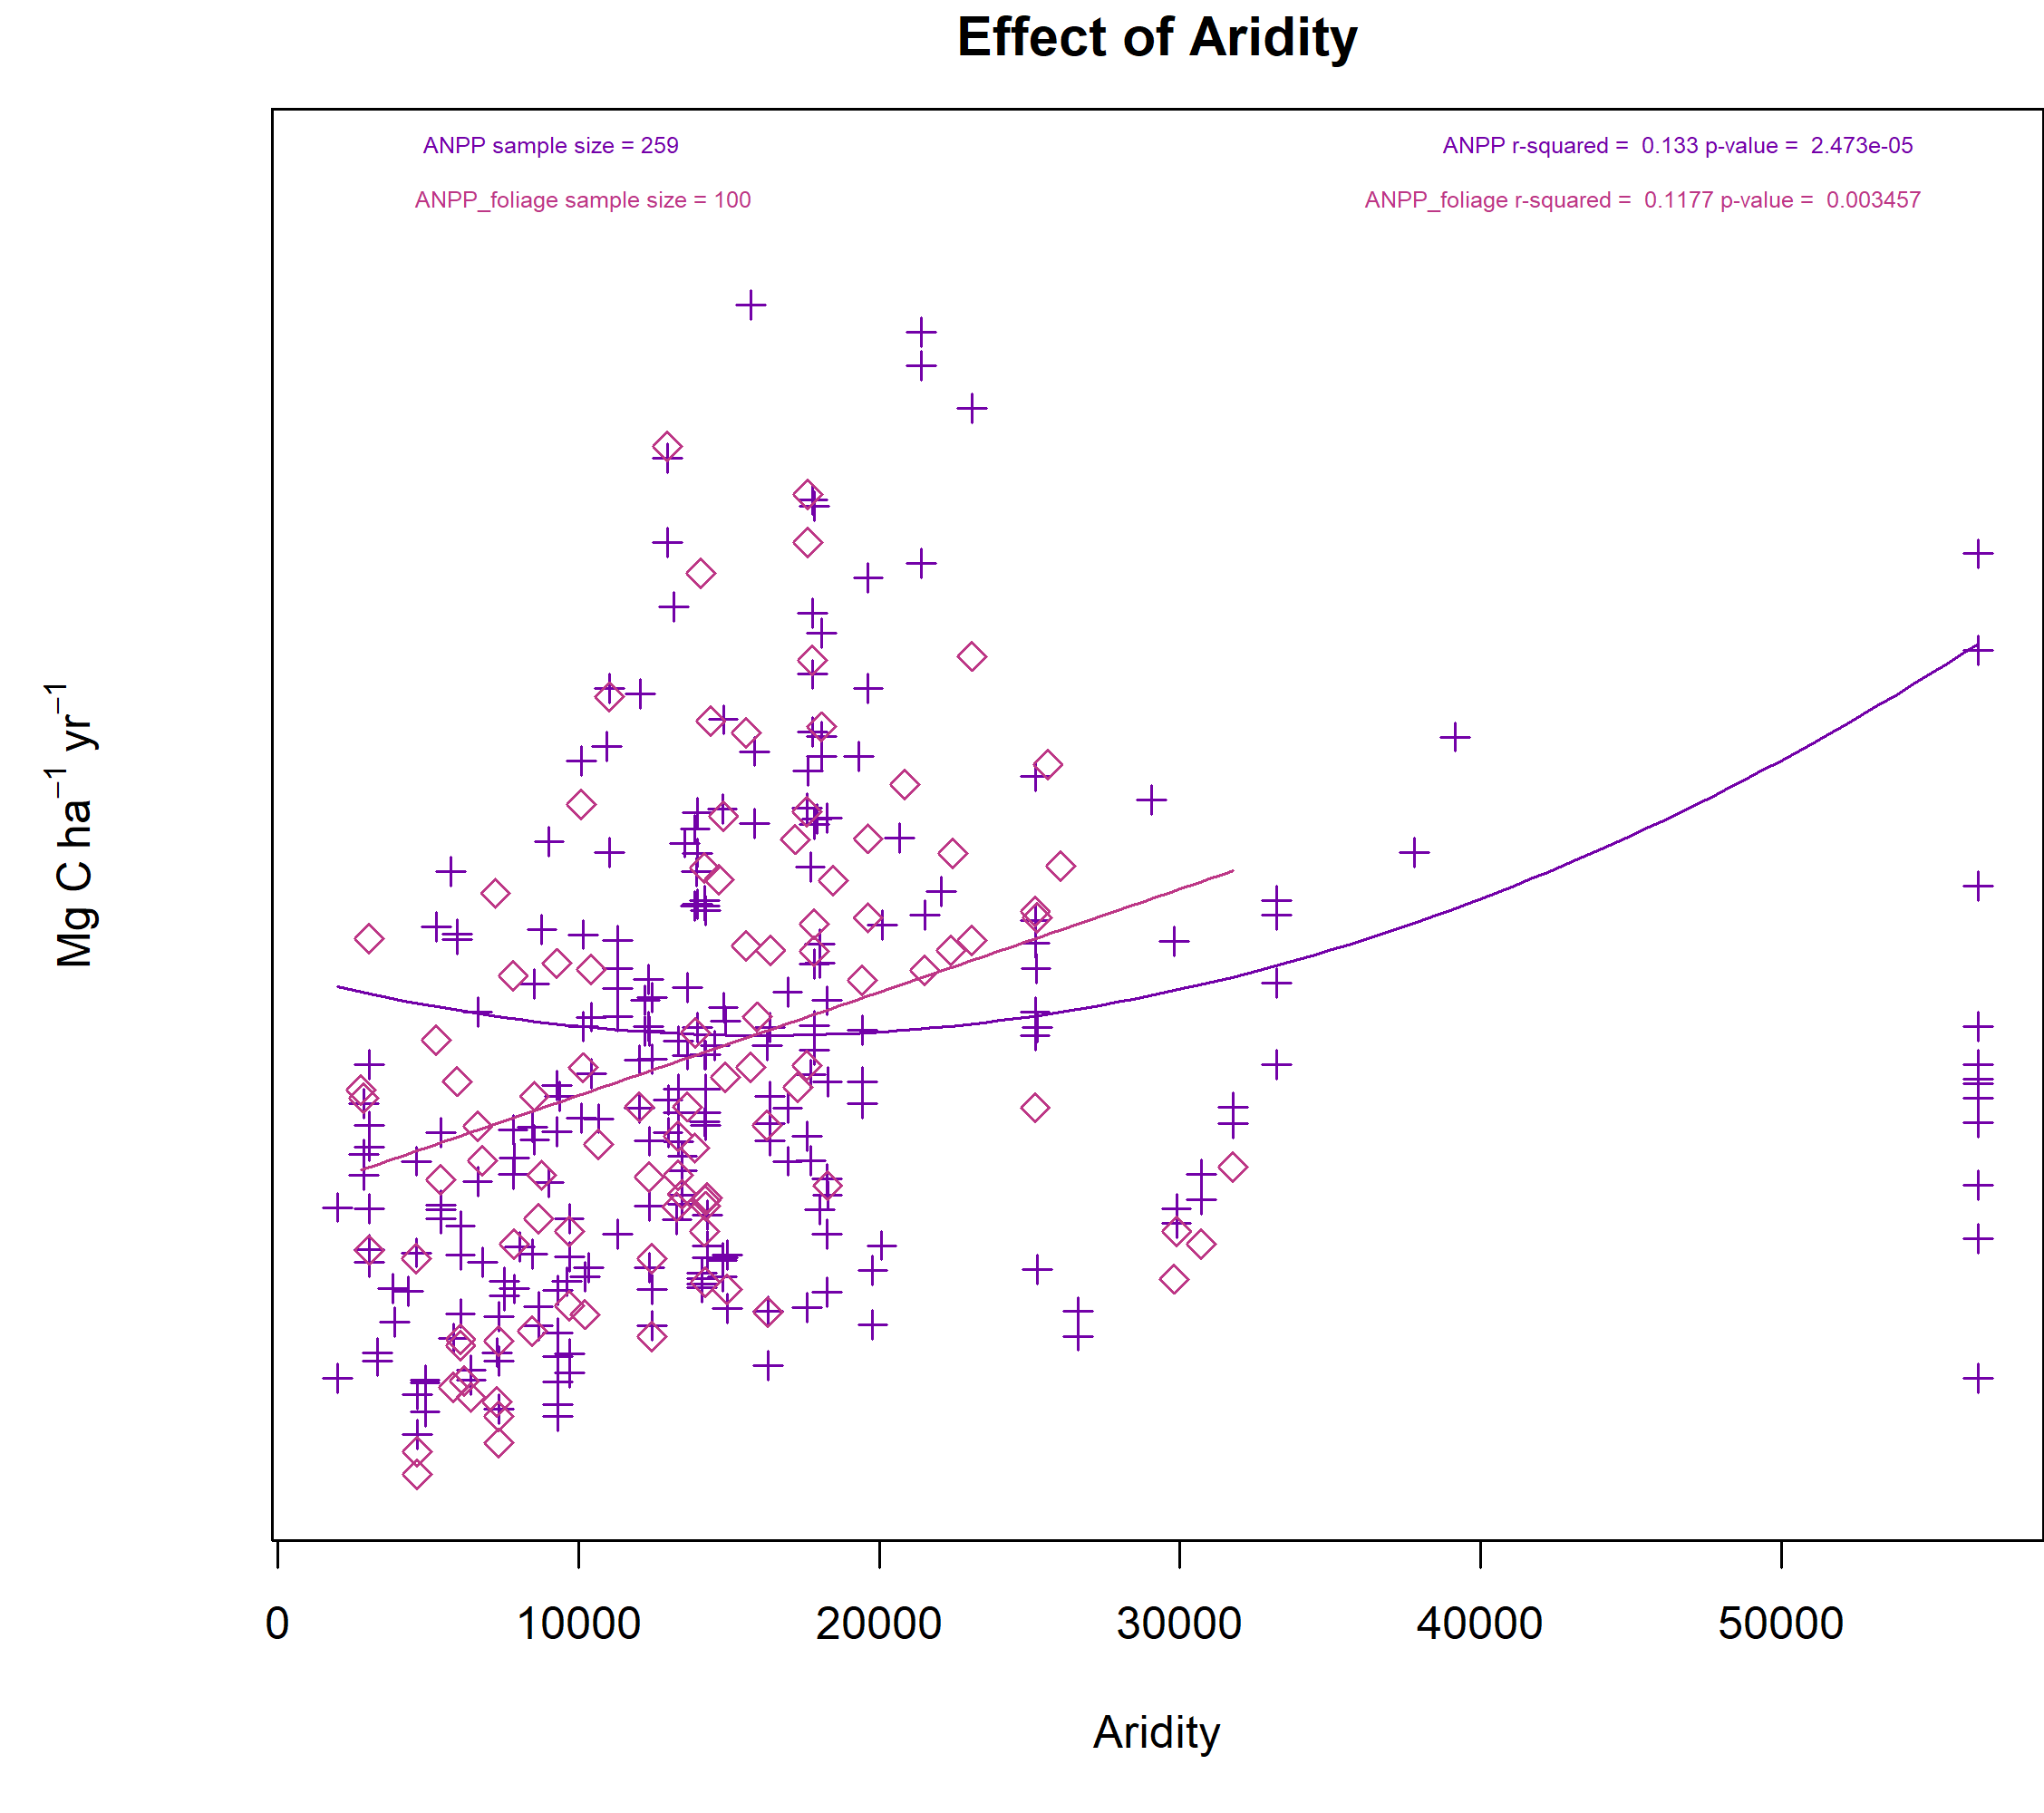 Effect of Aridity
ANPP sample size = 259
ANPP r-squared = 0.133 p-value = 2.473e-05
ANPP_foliage sample size = 100
ANPP_foliage r-squared = 0.1177 p-value = 0.003457
Mg C ha⁻¹ yr⁻¹
0 10000 20000 30000 40000 50000
Aridity